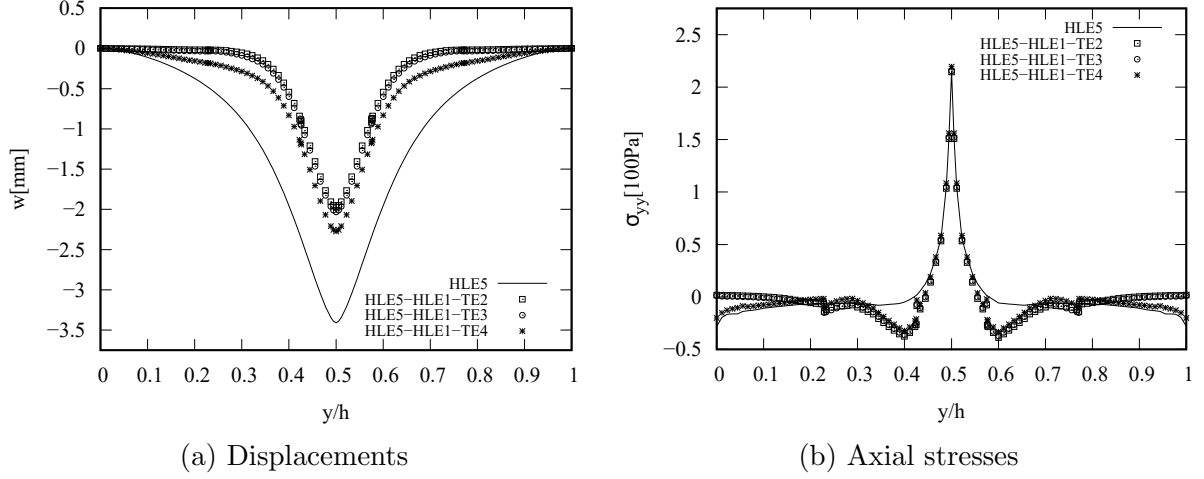 0.5
0
−0.5
−1
−1.5
−2
−2.5
−3
−3.5
w[mm]
HLE5
HLE5−HLE1−TE2
HLE5−HLE1−TE3
HLE5−HLE1−TE4
0 0.1 0.2 0.3 0.4 0.5 0.6 0.7 0.8 0.9 1
y/h
(a) Displacements
2.5
2
1.5
1
0.5
0
−0.5
σyy[100Pa]
HLE5
HLE5−HLE1−TE2
HLE5−HLE1−TE3
HLE5−HLE1−TE4
0 0.1 0.2 0.3 0.4 0.5 0.6 0.7 0.8 0.9 1
y/h
(b) Axial stresses